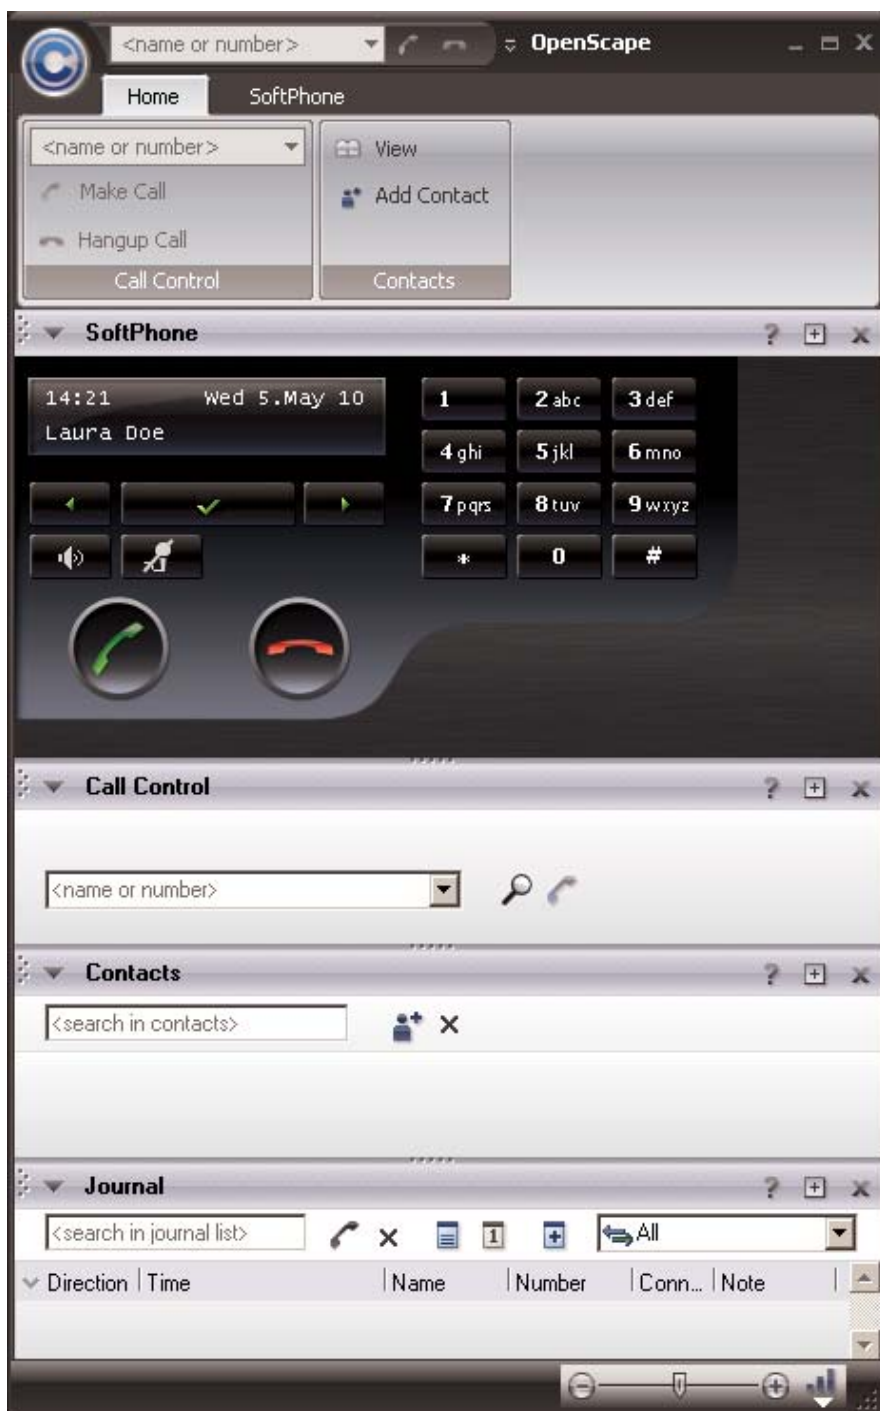 <name or number> OpenScape
Home SoftPhone
<name or number> View
Make Call Add Contact
Hangup Call
Call Control Contacts
SoftPhone ?
14:21 Wed 5.May 10
Laura Doe
1 2 abc 3 def
4 ghi 5 jkl 6 mno
7 pqrs 8 tuv 9 wxyz
* 0 #
Call Control ?
<name or number>
Contacts ?
<search in contacts>
Journal ?
<search in journal list> 1 All
Direction Time Name Number Conn... Note